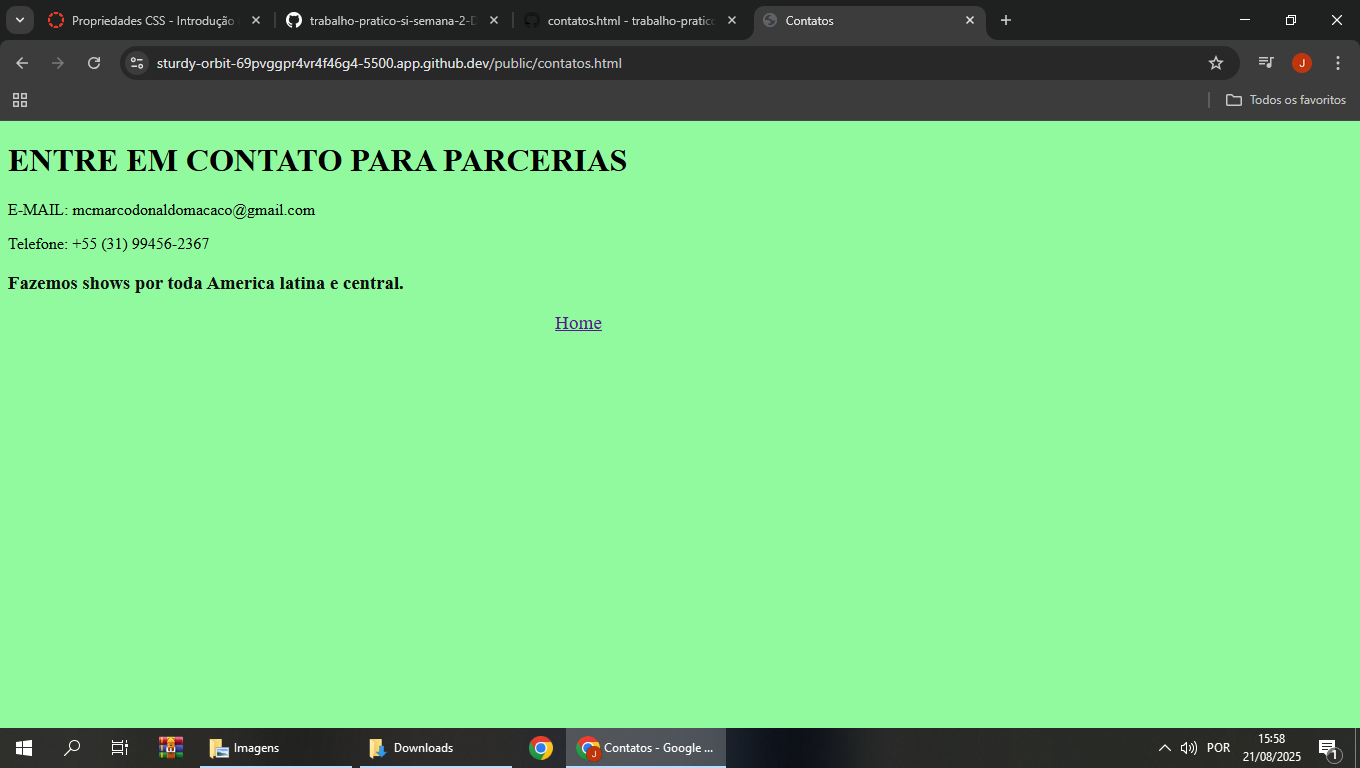 Propriedades CSS - Introdução
trabalho-pratico-si-semana-2-D
contatos.html - trabalho-pratico
Contatos
sturdy-orbit-69pvggpr4vr4f46g4-5500.app.github.dev/public/contatos.html
J
Todos os favoritos
ENTRE EM CONTATO PARA PARCERIAS
E-MAIL: mcmarcodonaldomacaco@gmail.com
Telefone: +55 (31) 99456-2367
Fazemos shows por toda America latina e central.
Home
Imagens
Downloads
J
Contatos - Google ...
POR
15:58
21/08/2025
1